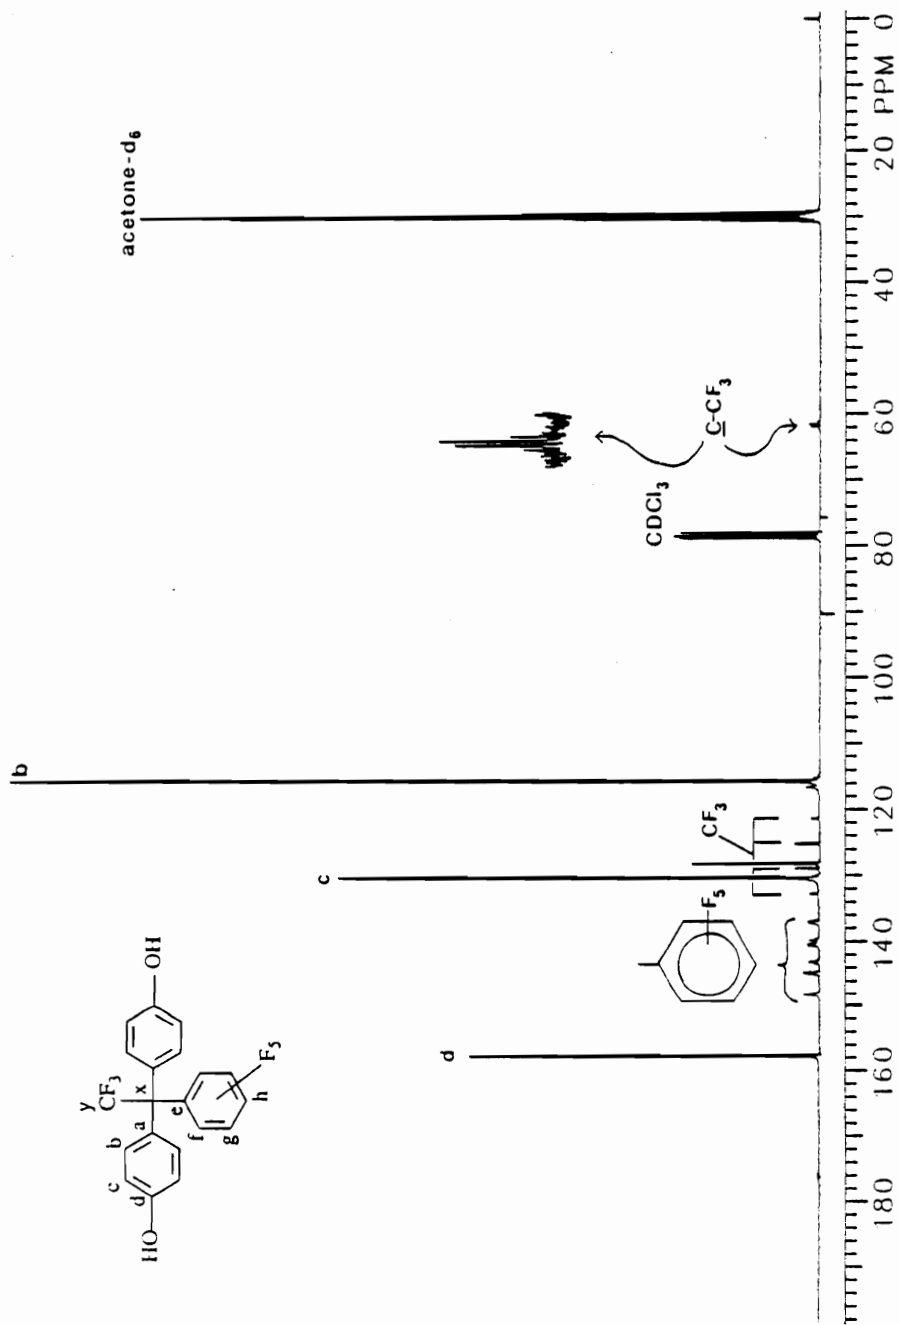 HO
OH
CF₃
F₅
y
x
a
b
c
d
e
f
g
h
d
F₅
c
CF₃
b
CDCl₃
C-CF₃
acetone-d₆
180 160 140 120 100 80 60 40 20 PPM 0